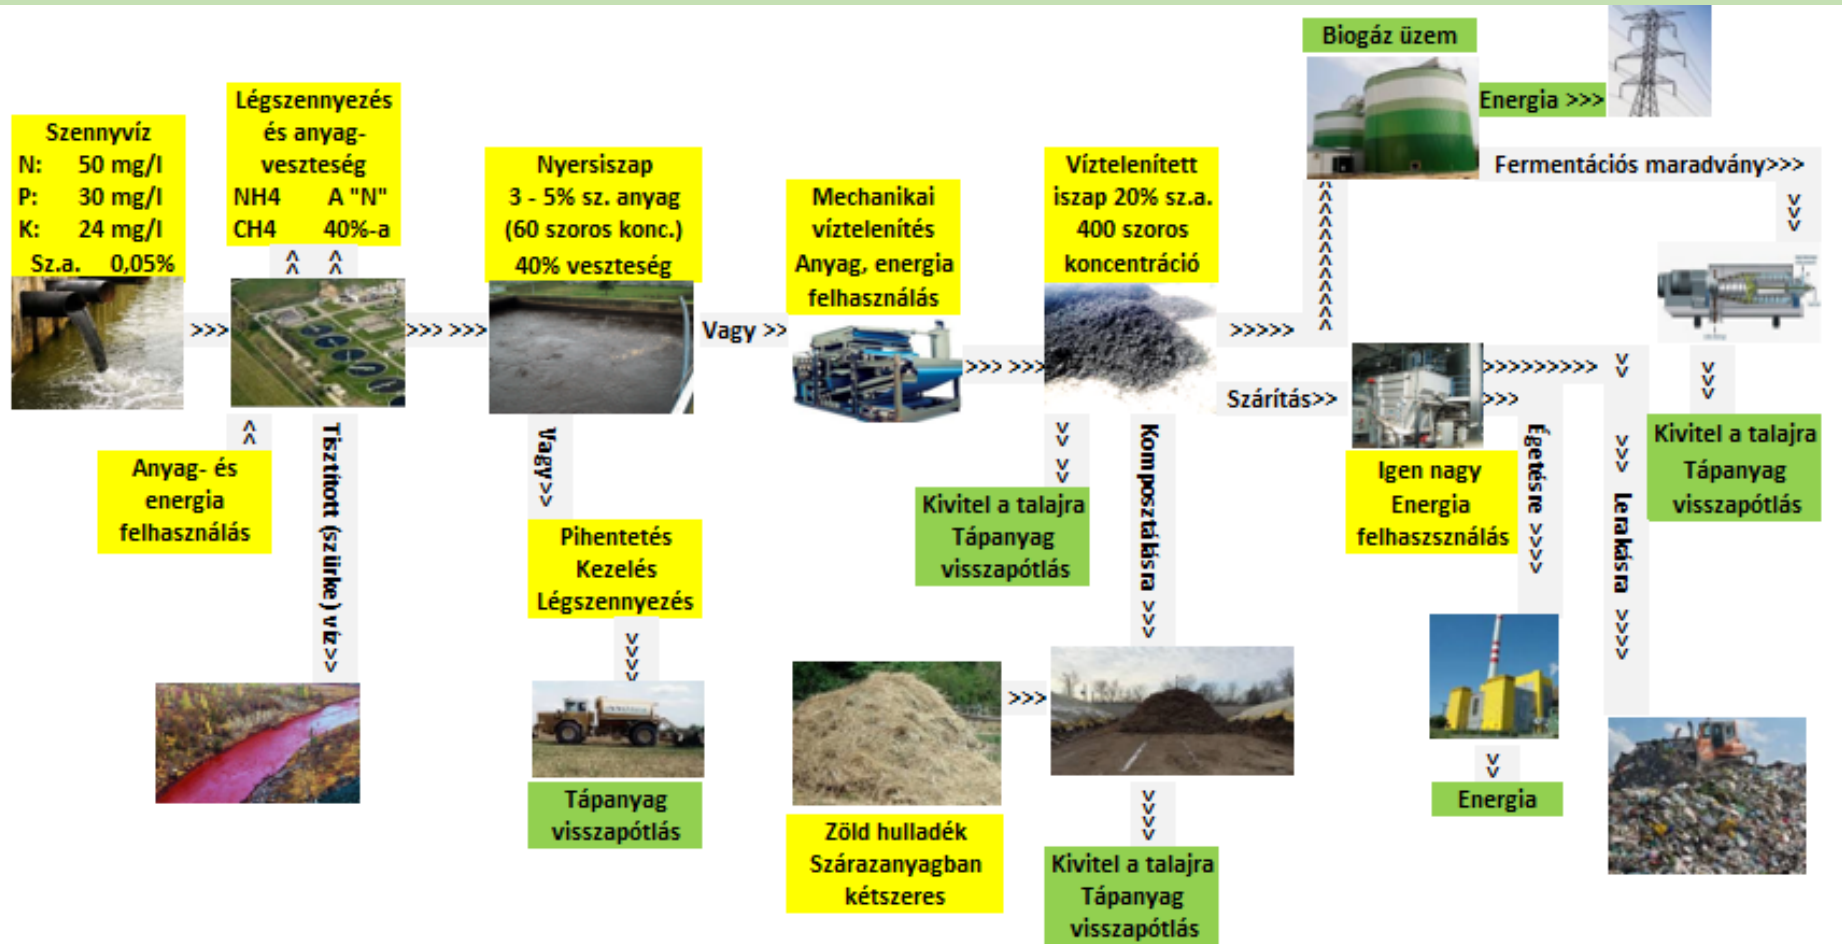 Szennyvíz
N: 50 mg/l
P: 30 mg/l
K: 24 mg/l
Sz.a. 0,05%
>>>
Légszennyezés
és anyag-
veszteség
NH4 A "N"
CH4 40%-a
Anyag- és
energia
felhasználás
Tisztított (szürke) víz>>
>>> >>>
Nyersiszap
3 - 5% sz. anyag
(60 szoros konc.)
40% veszteség
Vagy >>
Vagy>>
Pihentetés
Kezelés
Légszennyezés
>>>>
Tápanyag
visszapótlás
Mechanikai
víztelenítés
Anyag, energia
felhasználás
>>> >>>
Víztelenített
iszap 20% sz.a.
400 szoros
koncentráció
>> >>
Kivitel a talajra
Tápanyag
visszapótlás
Komposztálásra >>>
Zöld hulladék
Szárazanyagban
kétszeres
>>>
>>>>
Kivitel a talajra
Tápanyag
visszapótlás
>>>>>
>>>>>>>>>>>>
Biogáz üzem
Energia >>>
Fermentációs maradvány>>>
>>>
>>>
Kivitel a talajra
Tápanyag
visszapótlás
Szárítás>>
Igen nagy
Energia
felhaszsználás
>>>>>>>>>
>>>
Égetésre >>>>
>>
Energia
>> >>> Lerakásra >>>>